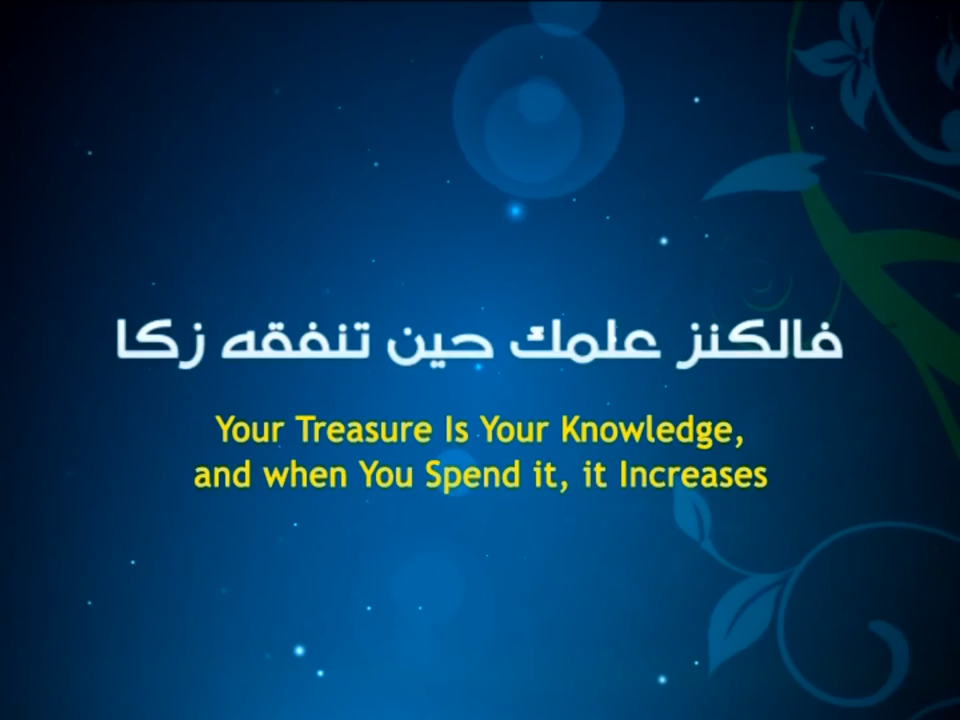 فالكنز علمك حين تنفقه زكا
Your Treasure Is Your Knowledge,
and when You Spend it, it Increases